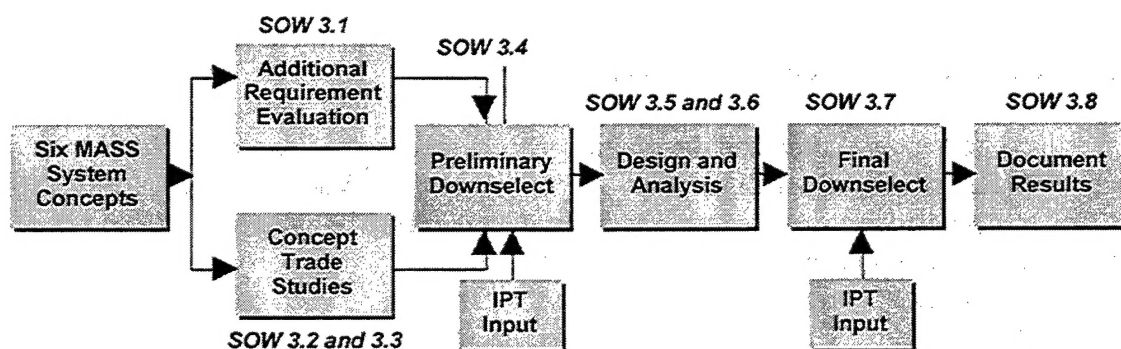 SOW 3.1
Additional
Requirement
Evaluation
SOW 3.4
Six MASS
System
Concepts
Preliminary
Downselect
SOW 3.5 and 3.6
Design and
Analysis
SOW 3.7
Final
Downselect
SOW 3.8
Document
Results
Concept
Trade
Studies
SOW 3.2 and 3.3
IPT
Input
IPT
Input